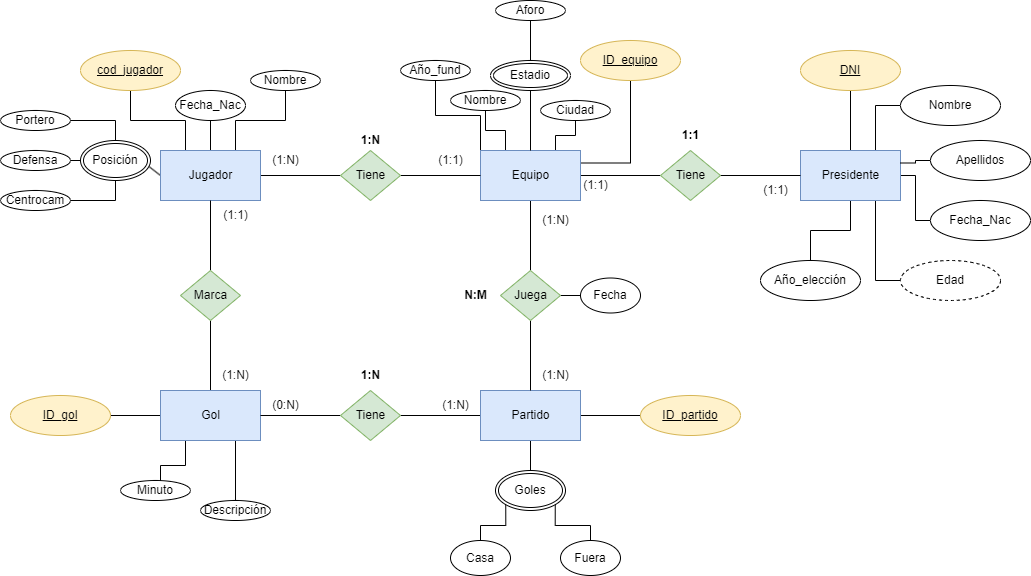 Aforo
cod_jugador
Año_fund
Estadio
ID_equipo
DNI
Nombre
Fecha_Nac
Nombre
Ciudad
Nombre
Portero
Defensa
Posición
Centrocam
Jugador
(1:N)
1:N
Tiene
(1:1)
Equipo
(1:1)
1:1
Tiene
(1:1)
Presidente
Apellidos
Fecha_Nac
Año_elección
Edad
(1:1)
(1:N)
Marca
N:M
Juega
Fecha
(1:N)
(1:N)
ID_gol
Gol
(0:N)
1:N
Tiene
(1:N)
Partido
ID_partido
Minuto
Descripción
Goles
Casa
Fuera